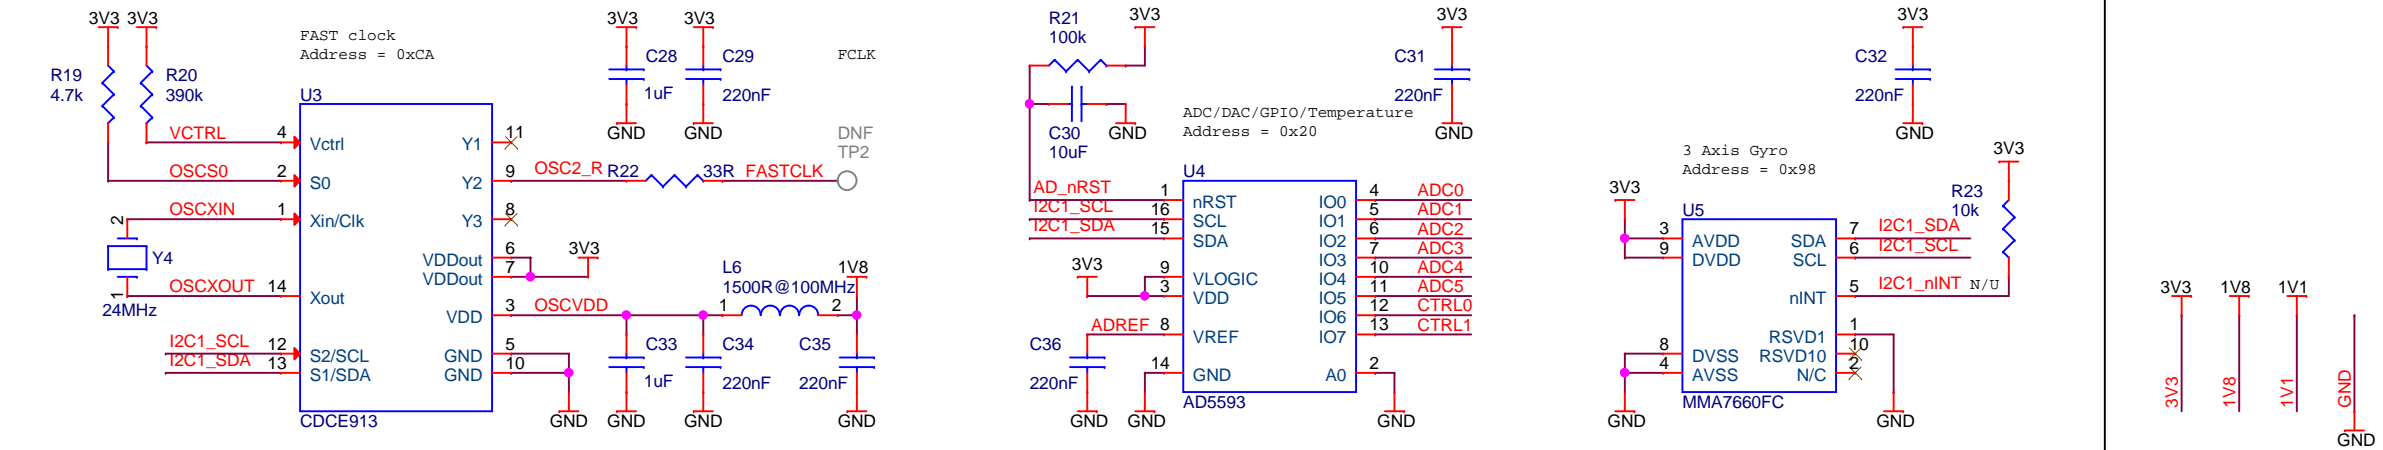 3V3 3V3
FAST clock
Address = 0xCA
R19
4.7k
R20
390k
U3
VCTRL 4 Vctrl
OSCS0 2 S0
OSCXIN 1 Xin/Clk
2
Y4
1
24MHz
OSCXOUT 14 Xout
I2C1_SCL 12 S2/SCL
I2C1_SDA 13 S1/SDA
CDCE913
Y1 11
Y2 9 OSC2_R R22 33R FASTCLK
Y3 8
VDDout 6
VDDout 7
3V3
VDD 3 OSCVDD
GND 5
GND 10
GND
3V3 3V3
C28
1uF
C29
220nF
GND GND
FCLK
DNF
TP2
L6
1500R@100MHz
1 2
1V8
C33
1uF
C34
220nF
C35
220nF
GND GND GND
R21
100k
3V3
C30
10uF
GND
ADC/DAC/GPIO/Temperature
Address = 0x20
3V3
C31
220nF
GND
U4
AD_nRST 1 nRST
I2C1_SCL 16 SCL
I2C1_SDA 15 SDA
3V3
9 VLOGIC
3 VDD
ADREF 8 VREF
14 GND
C36
220nF
GND GND
AD5593
IO0 4 ADC0
IO1 5 ADC1
IO2 6 ADC2
IO3 7 ADC3
IO4 10 ADC4
IO5 11 ADC5
IO6 12 CTRL0
IO7 13 CTRL1
A0 2
GND
3V3
C32
220nF
GND
3 Axis Gyro
Address = 0x98
3V3
U5
3 AVDD
9 DVDD
8 DVSS
4 AVSS
GND
MMA7660FC
SDA 7 I2C1_SDA
SCL 6 I2C1_SCL
nINT 5 I2C1_nINT N/U
RSVD1 1
RSVD10 10
N/C 2
GND
3V3
R23
10k
3V3 1V8 1V1
3V3 1V8 1V1 GND
GND